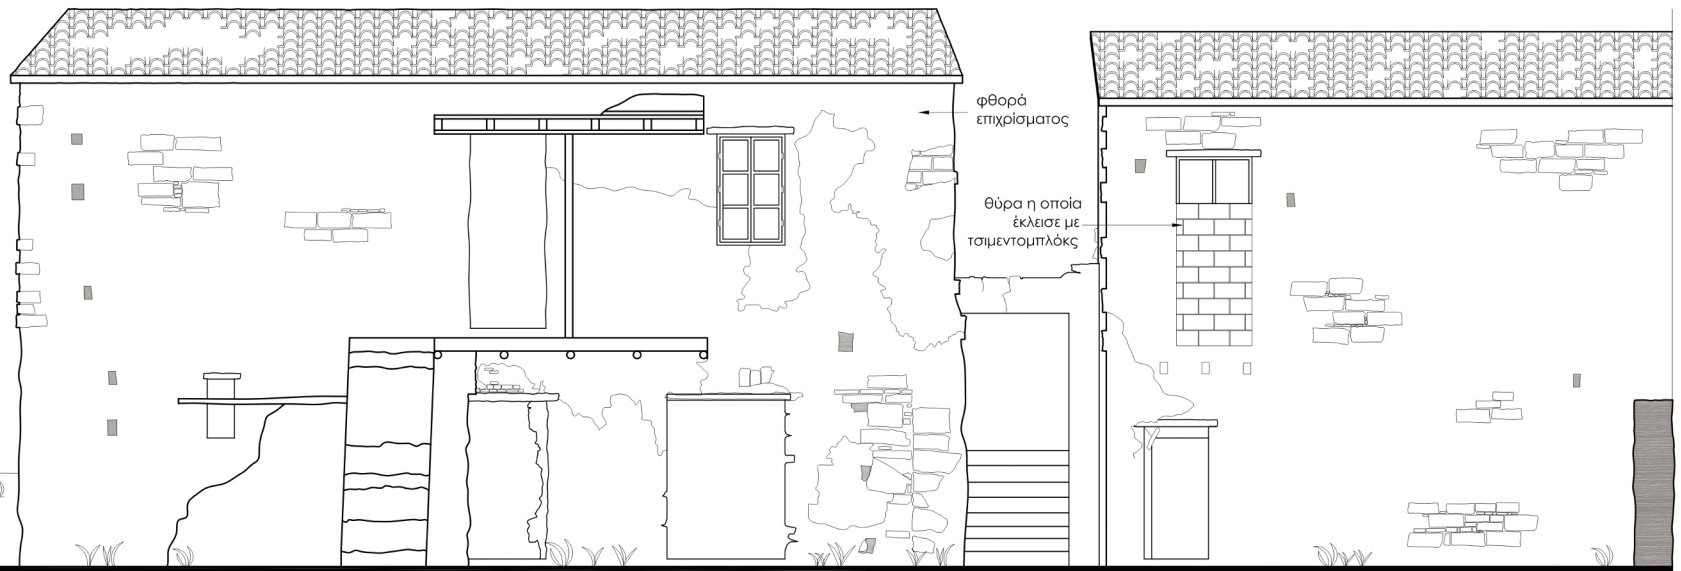 φθορά
επιχρίσματος
θύρα η οποία
έκλεισε με
τσιμεντομπλόκς